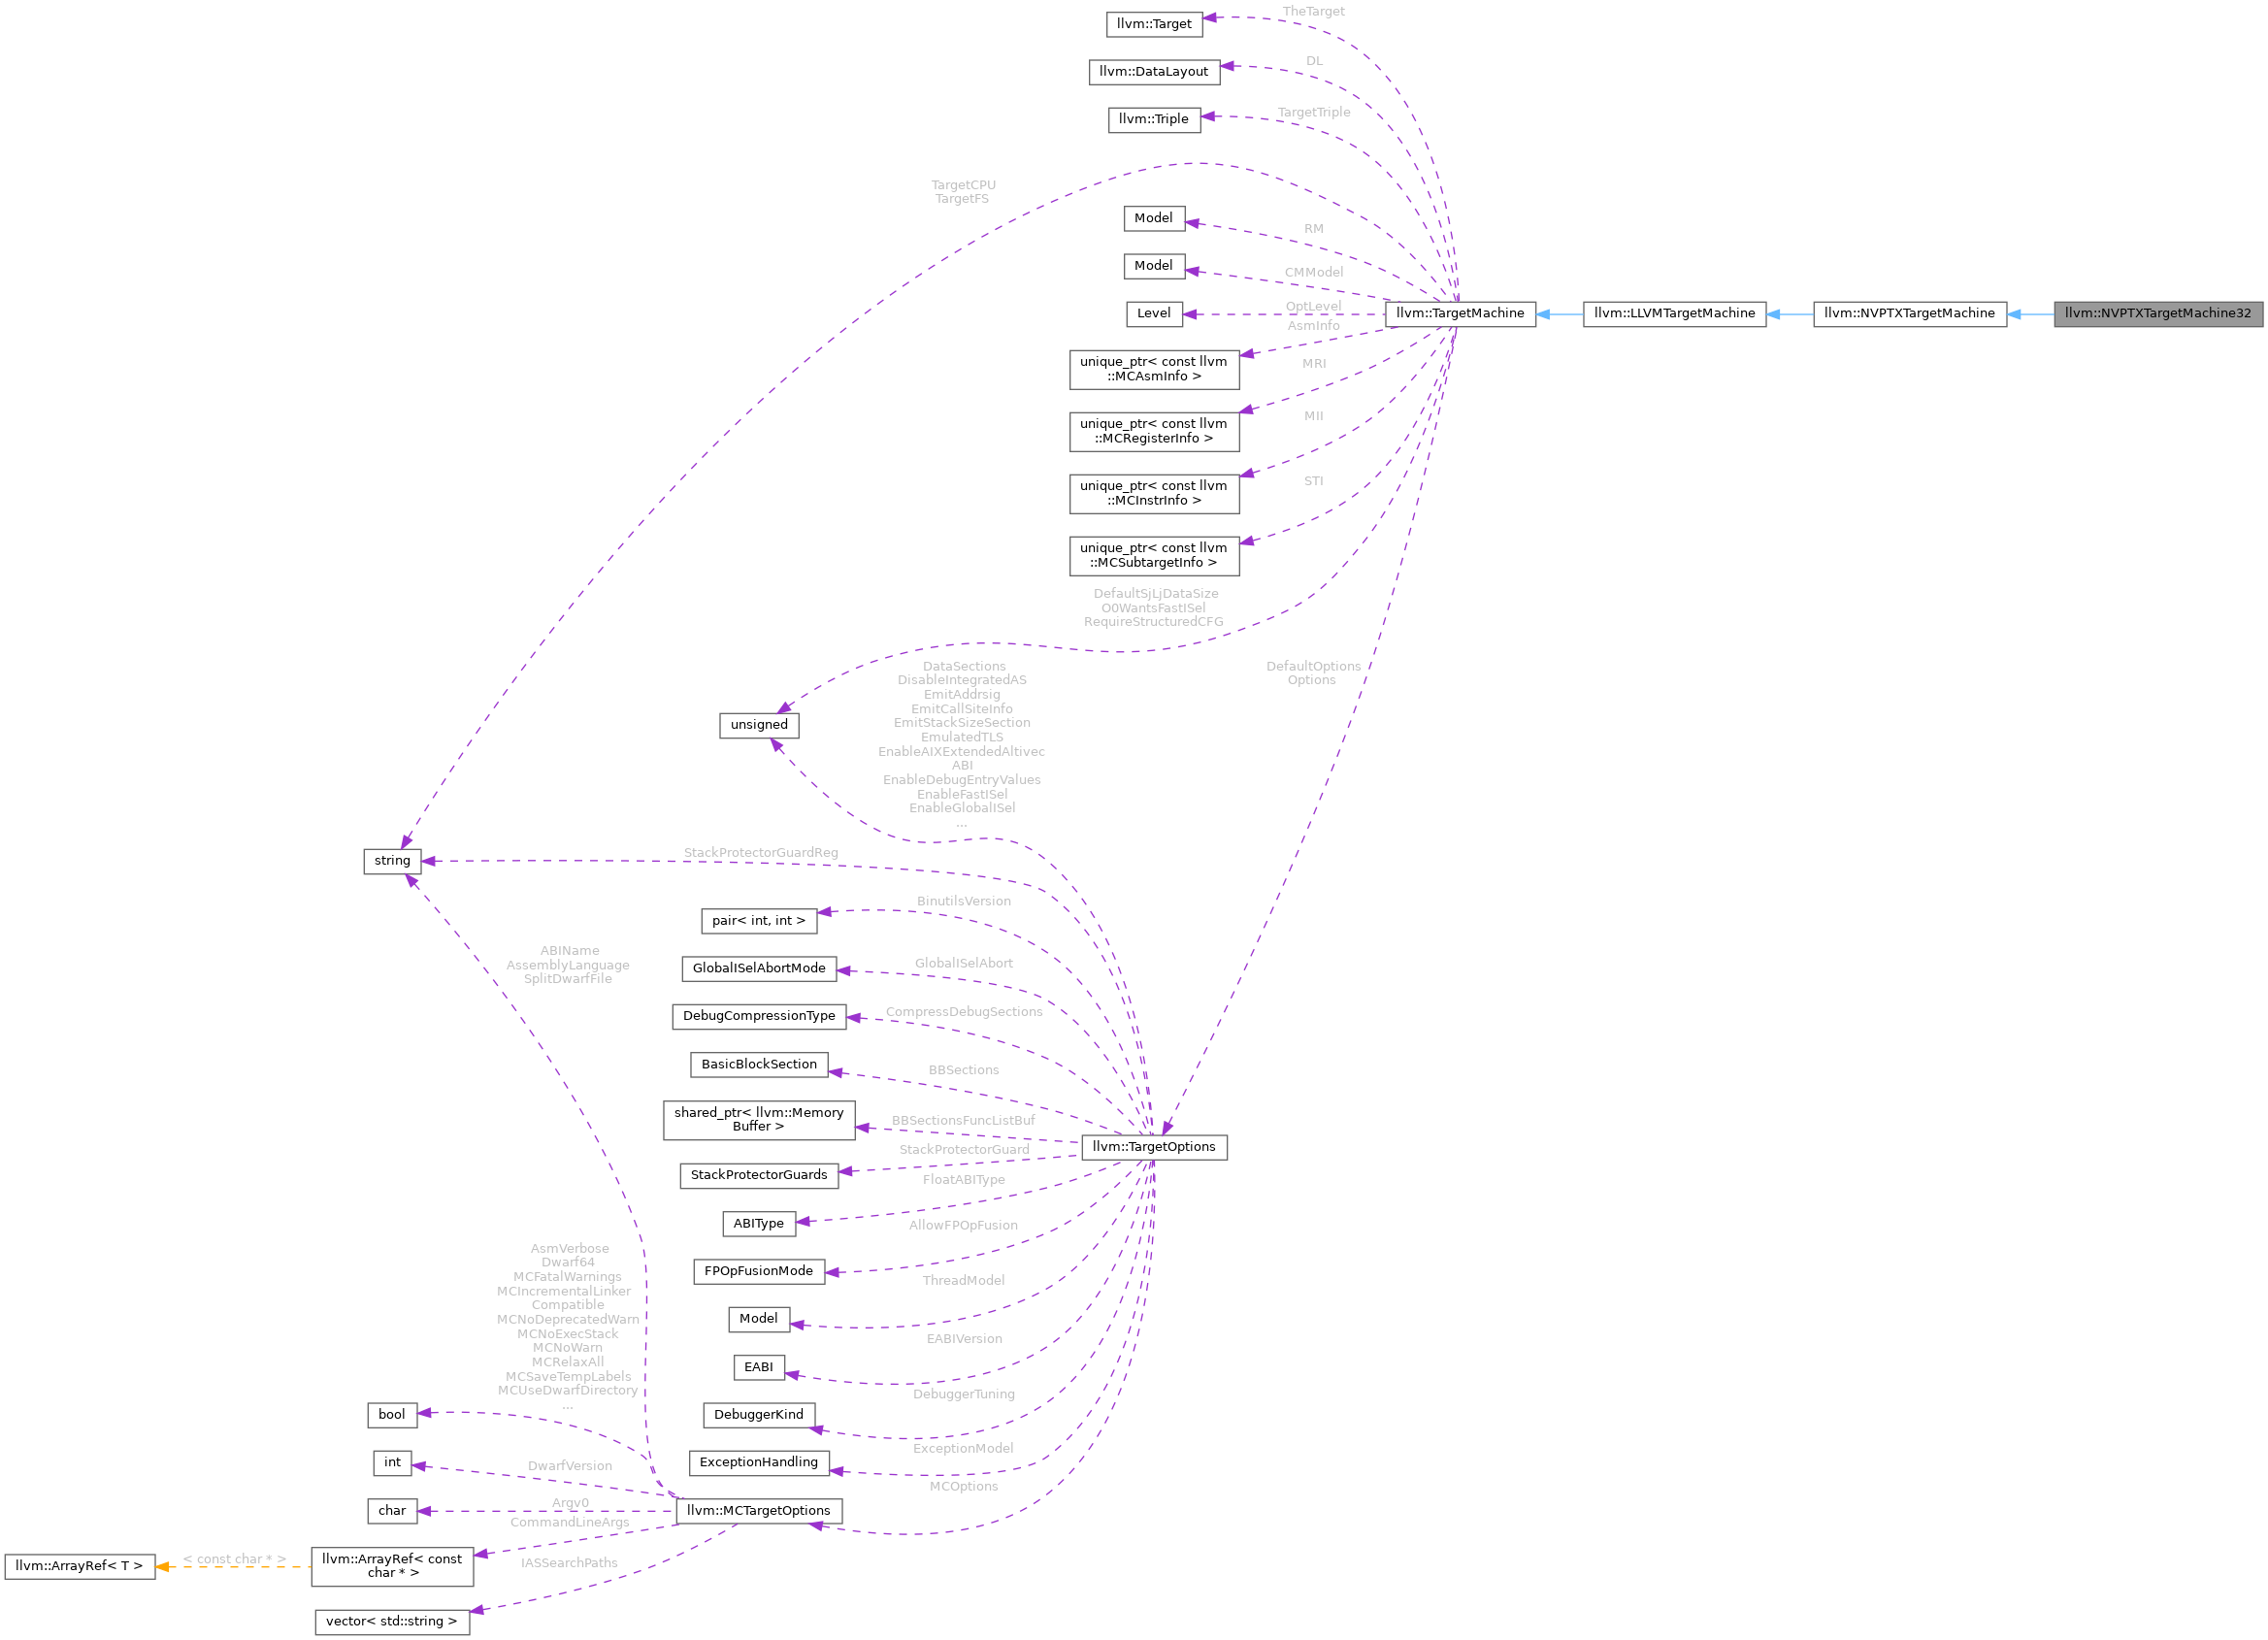 TheTarget
llvm::Target
DL
llvm::DataLayout
TargetTriple
llvm::Triple
TargetCPU
TargetFS
Model
RM
Model
CMModel
OptLevel
Level
llvm::TargetMachine
llvm::LLVMTargetMachine
llvm::NVPTXTargetMachine
llvm::NVPTXTargetMachine32
AsmInfo
unique_ptr< const llvm
::MCAsmInfo >
MRI
unique_ptr< const llvm
::MCRegisterInfo >
MII
unique_ptr< const llvm
::MCInstrInfo >
STI
unique_ptr< const llvm
::MCSubtargetInfo >
DefaultSjLjDataSize
O0WantsFastISel
RequireStructuredCFG
DefaultOptions
Options
unsigned
DataSections
DisableIntegratedAS
EmitAddrsig
EmitCallSiteInfo
EmitStackSizeSection
EmulatedTLS
EnableAIXExtendedAltivec
ABI
EnableDebugEntryValues
EnableFastISel
EnableGlobalISel
...
string
StackProtectorGuardReg
pair< int, int >
BinutilsVersion
GlobalISelAbortMode
GlobalISelAbort
DebugCompressionType
CompressDebugSections
BasicBlockSection
BBSections
shared_ptr< llvm::Memory
Buffer >
BBSectionsFuncListBuf
llvm::TargetOptions
StackProtectorGuards
StackProtectorGuard
ABIType
FloatABIType
FPOpFusionMode
AllowFPOpFusion
Model
ThreadModel
EABI
EABIVersion
DebuggerKind
DebuggerTuning
ExceptionHandling
ExceptionModel
MCOptions
llvm::MCTargetOptions
ABIName
AssemblyLanguage
SplitDwarfFile
AsmVerbose
Dwarf64
MCFatalWarnings
MCIncrementalLinker
Compatible
MCNoDeprecatedWarn
MCNoExecStack
MCNoWarn
MCRelaxAll
MCSaveTempLabels
MCUseDwarfDirectory
...
bool
int
DwarfVersion
char
Argv0
CommandLineArgs
llvm::ArrayRef< T >
< const char * >
llvm::ArrayRef< const
char * >
IASSearchPaths
vector< std::string >